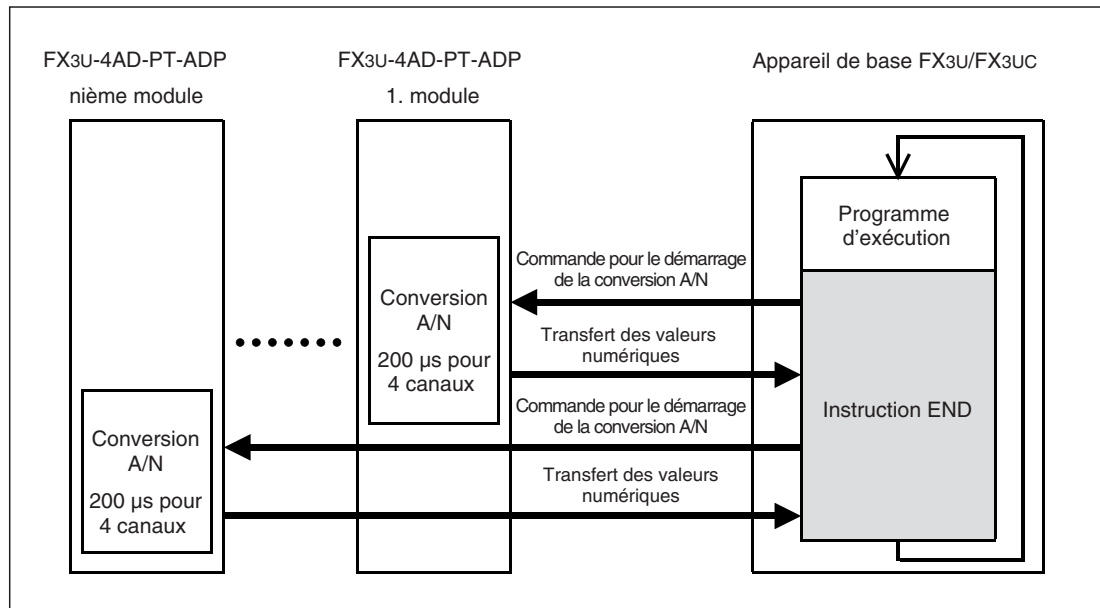 FX3U-4AD-PT-ADP
nième module
FX3U-4AD-PT-ADP
1. module
Appareil de base FX3U/FX3UC
Programme
d'exécution
Commande pour le démarrage
de la conversion A/N
Conversion
A/N
200 µs pour
4 canaux
Transfert des valeurs
numériques
Instruction END
Commande pour le démarrage
de la conversion A/N
Conversion
A/N
200 µs pour
4 canaux
Transfert des valeurs
numériques